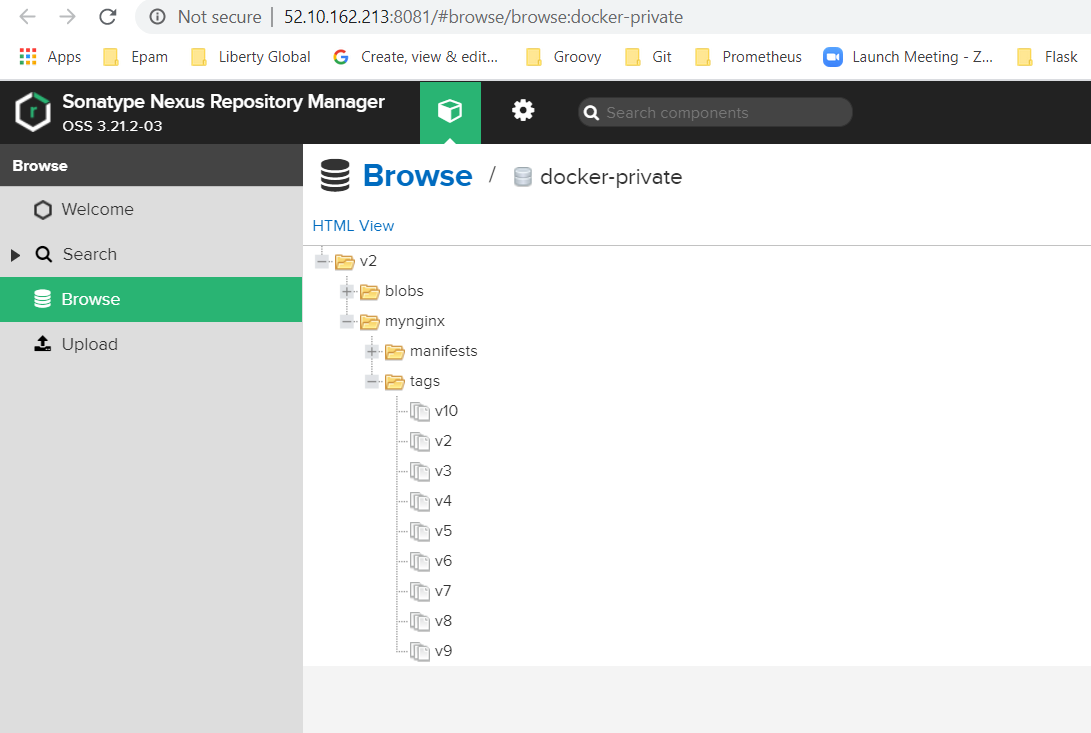 Not secure | 52.10.162.213:8081/#browse/browse:docker-private
Apps Epam Liberty Global Create, view & edit... Groovy Git Prometheus Launch Meeting - Z... Flask
Sonatype Nexus Repository Manager
OSS 3.21.2-03
Search components
Browse
Welcome
Search
Browse
Upload
Browse / docker-private
HTML View
v2
blobs
mynginx
manifests
tags
v10
v2
v3
v4
v5
v6
v7
v8
v9